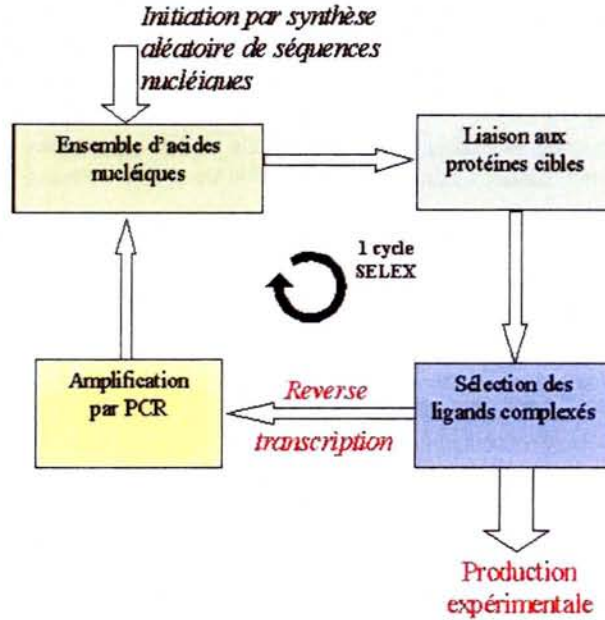 Initiation par synthèse
aléatoire de séquences
nucléiques
Ensemble d'acides
nucléiques
Liaison aux
protéines cibles
1 cycle
SELEX
Amplification
par PCR
Reverse
transcription
Sélection des
ligands complexés
Production
expérimentale